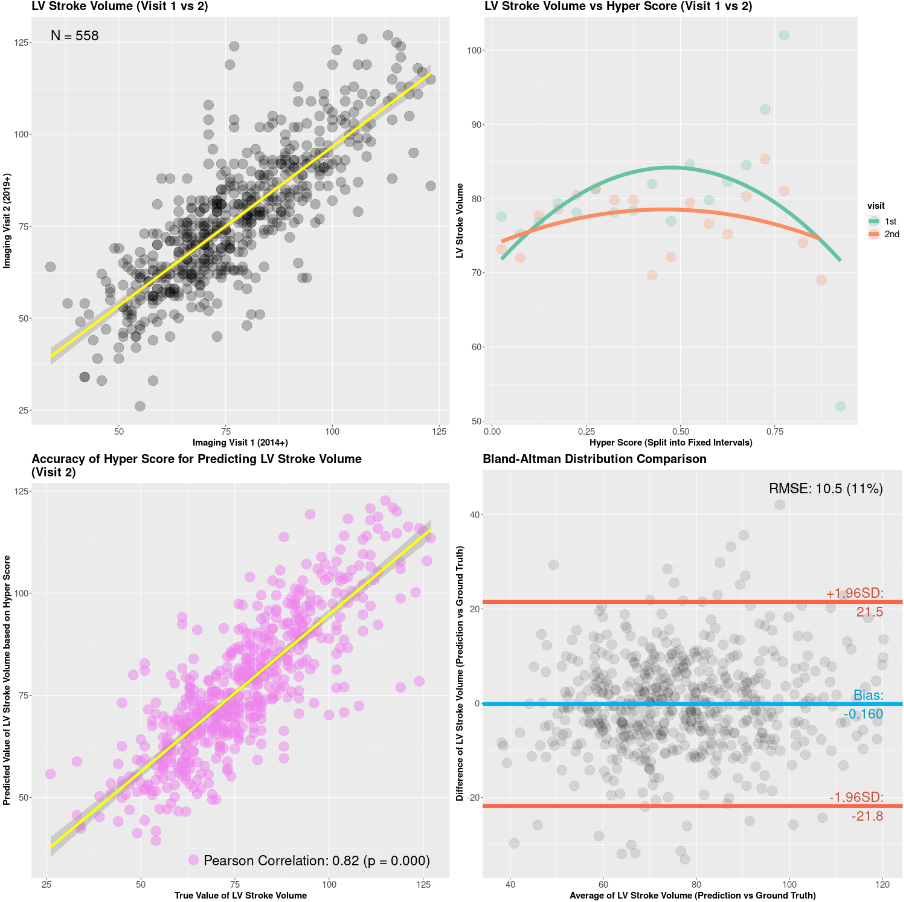 LV Stroke Volume (Visit 1 vs 2)
N = 558
125
100
75
50
25
50
75
100
125
Imaging Visit 2 (2019+)
Imaging Visit 1 (2014+)
LV Stroke Volume vs Hyper Score (Visit 1 vs 2)
100
90
80
70
60
50
0.00
0.25
0.50
0.75
LV Stroke Volume
Hyper Score (Split into Fixed Intervals)
visit
1st
2nd
Accuracy of Hyper Score for Predicting LV Stroke Volume
(Visit 2)
125
100
75
50
25
50
75
100
125
Predicted Value of LV Stroke Volume based on Hyper Score
Pearson Correlation: 0.82 (p = 0.000)
True Value of LV Stroke Volume
Bland-Altman Distribution Comparison
RMSE: 10.5 (11%)
40
20
0
-20
+1.96SD:
21.5
Bias:
-0.160
-1.96SD:
-21.8
40
60
80
100
120
Difference of LV Stroke Volume (Prediction vs Ground Truth)
Average of LV Stroke Volume (Prediction vs Ground Truth)